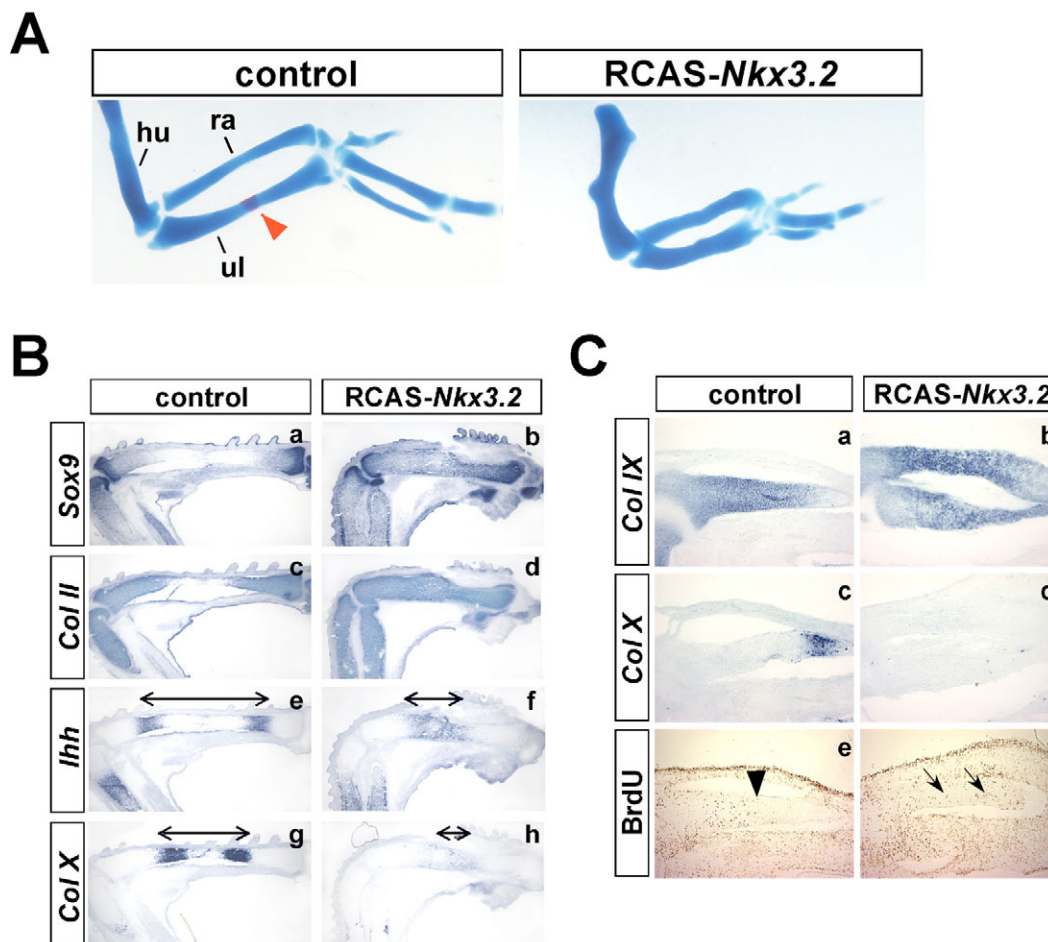 A
control
RCAS-Nkx3.2
hu
ra
ul
B
control
RCAS-Nkx3.2
Sox9
a
b
Col II
c
d
Ihh
e
f
Col X
g
h
C
control
RCAS-Nkx3.2
Col IX
a
b
Col X
c
BrdU
e